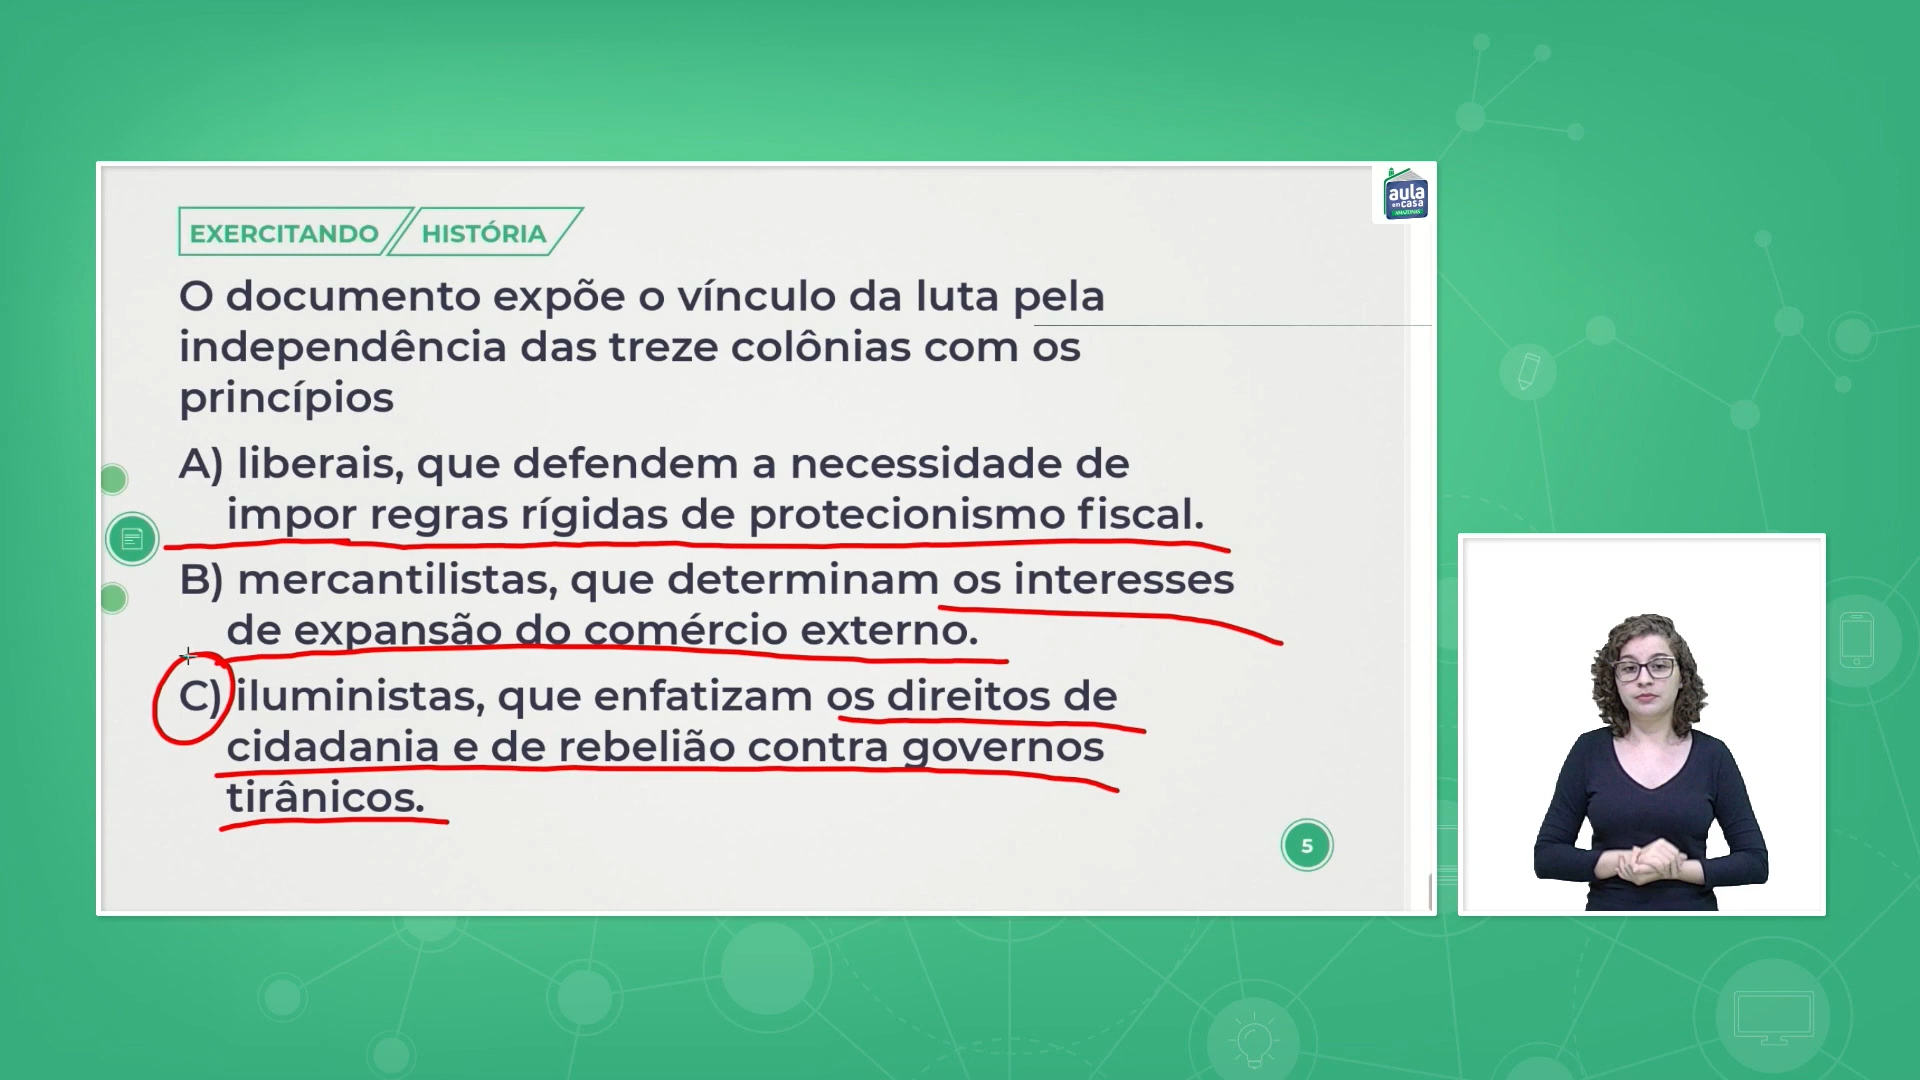 aula
em casa
AMAZONAS
EXERCITANDO HISTÓRIA
O documento expõe o vínculo da luta pela
independência das treze colônias com os
princípios
A) liberais, que defendem a necessidade de
impor regras rígidas de protecionismo fiscal.
B) mercantilistas, que determinam os interesses
de expansão do comércio externo.
C) iluministas, que enfatizam os direitos de
cidadania e de rebelião contra governos
tirânicos.
5